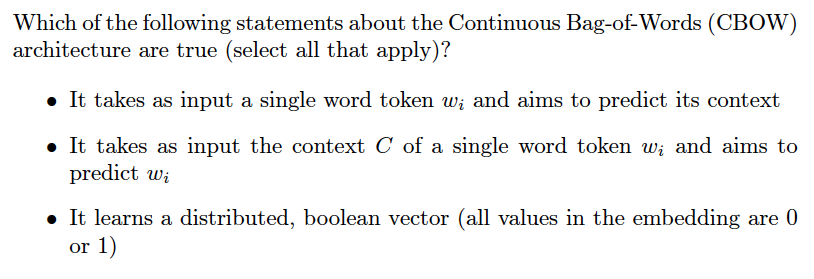 Which of the following statements about the Continuous Bag-of-Words (CBOW)
architecture are true (select all that apply)?
• It takes as input a single word token wᵢ and aims to predict its context
• It takes as input the context C of a single word token wᵢ and aims to
predict wᵢ
• It learns a distributed, boolean vector (all values in the embedding are 0
or 1)